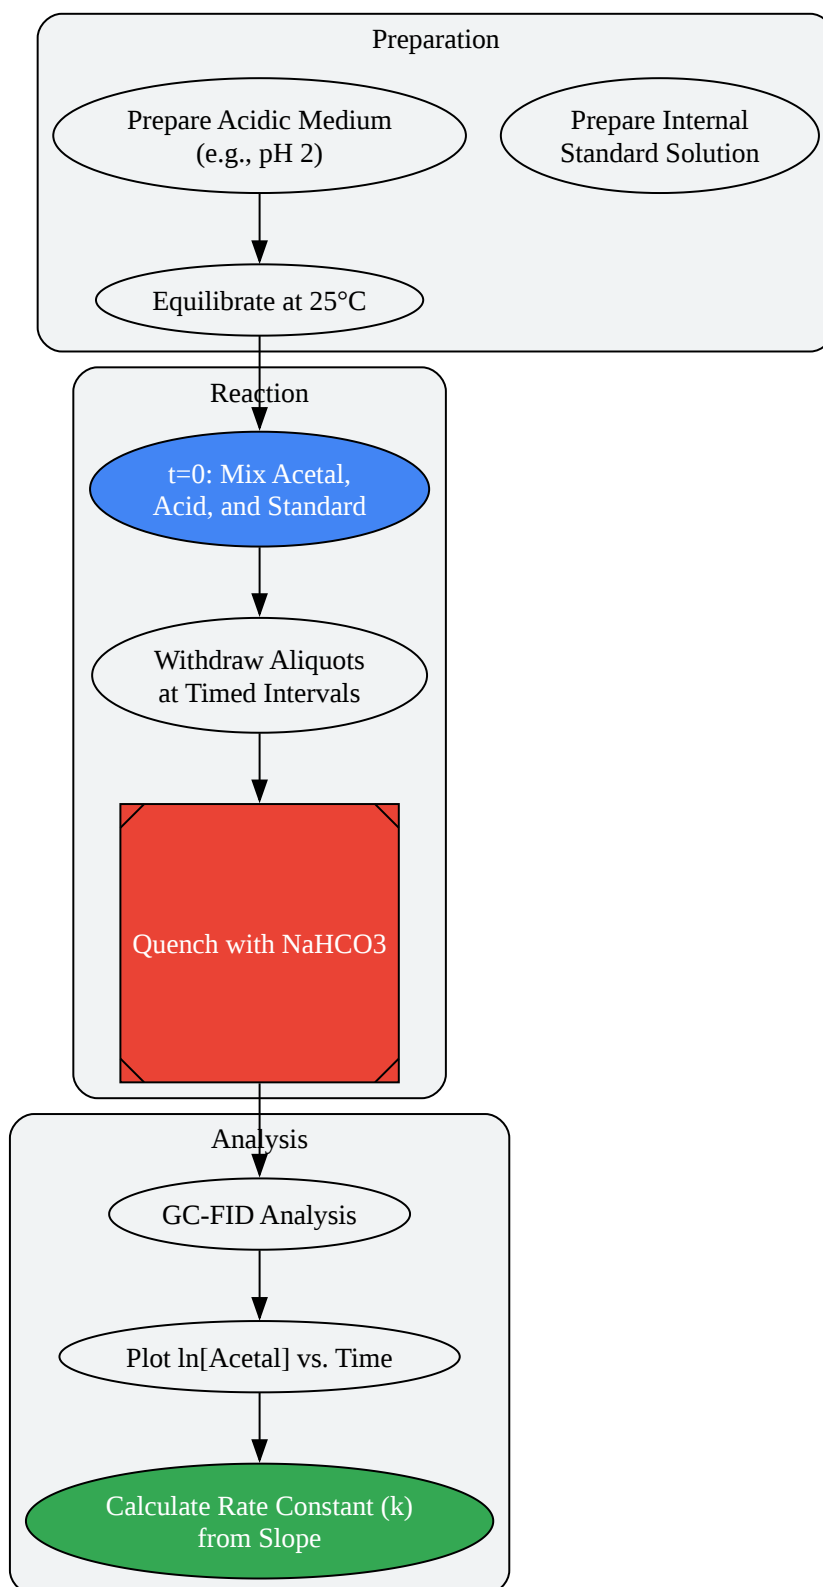 Preparation
Prepare Acidic Medium
(e.g., pH 2)
Prepare Internal
Standard Solution
Equilibrate at 25°C
Reaction
t=0: Mix Acetal,
Acid, and Standard
Withdraw Aliquots
at Timed Intervals
Quench with NaHCO3
Analysis
GC-FID Analysis
Plot ln[Acetal] vs. Time
Calculate Rate Constant (k)
from Slope